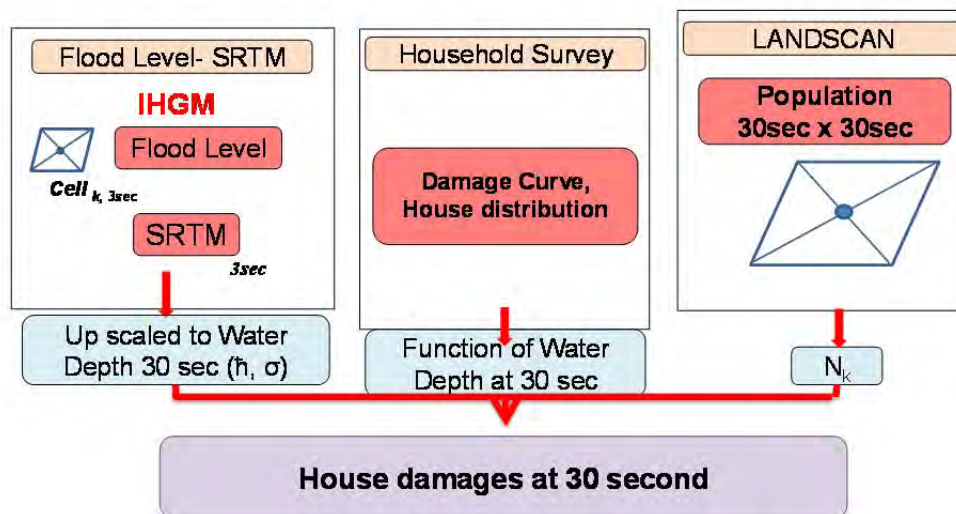 Flood Level- SRTM
IHGM
Flood Level
Cell k, 3sec
SRTM
3sec
Up scaled to Water
Depth 30 sec (ħ, σ)
Household Survey
Damage Curve,
House distribution
Function of Water
Depth at 30 sec
LANDSCAN
Population
30sec x 30sec
Nk
House damages at 30 second